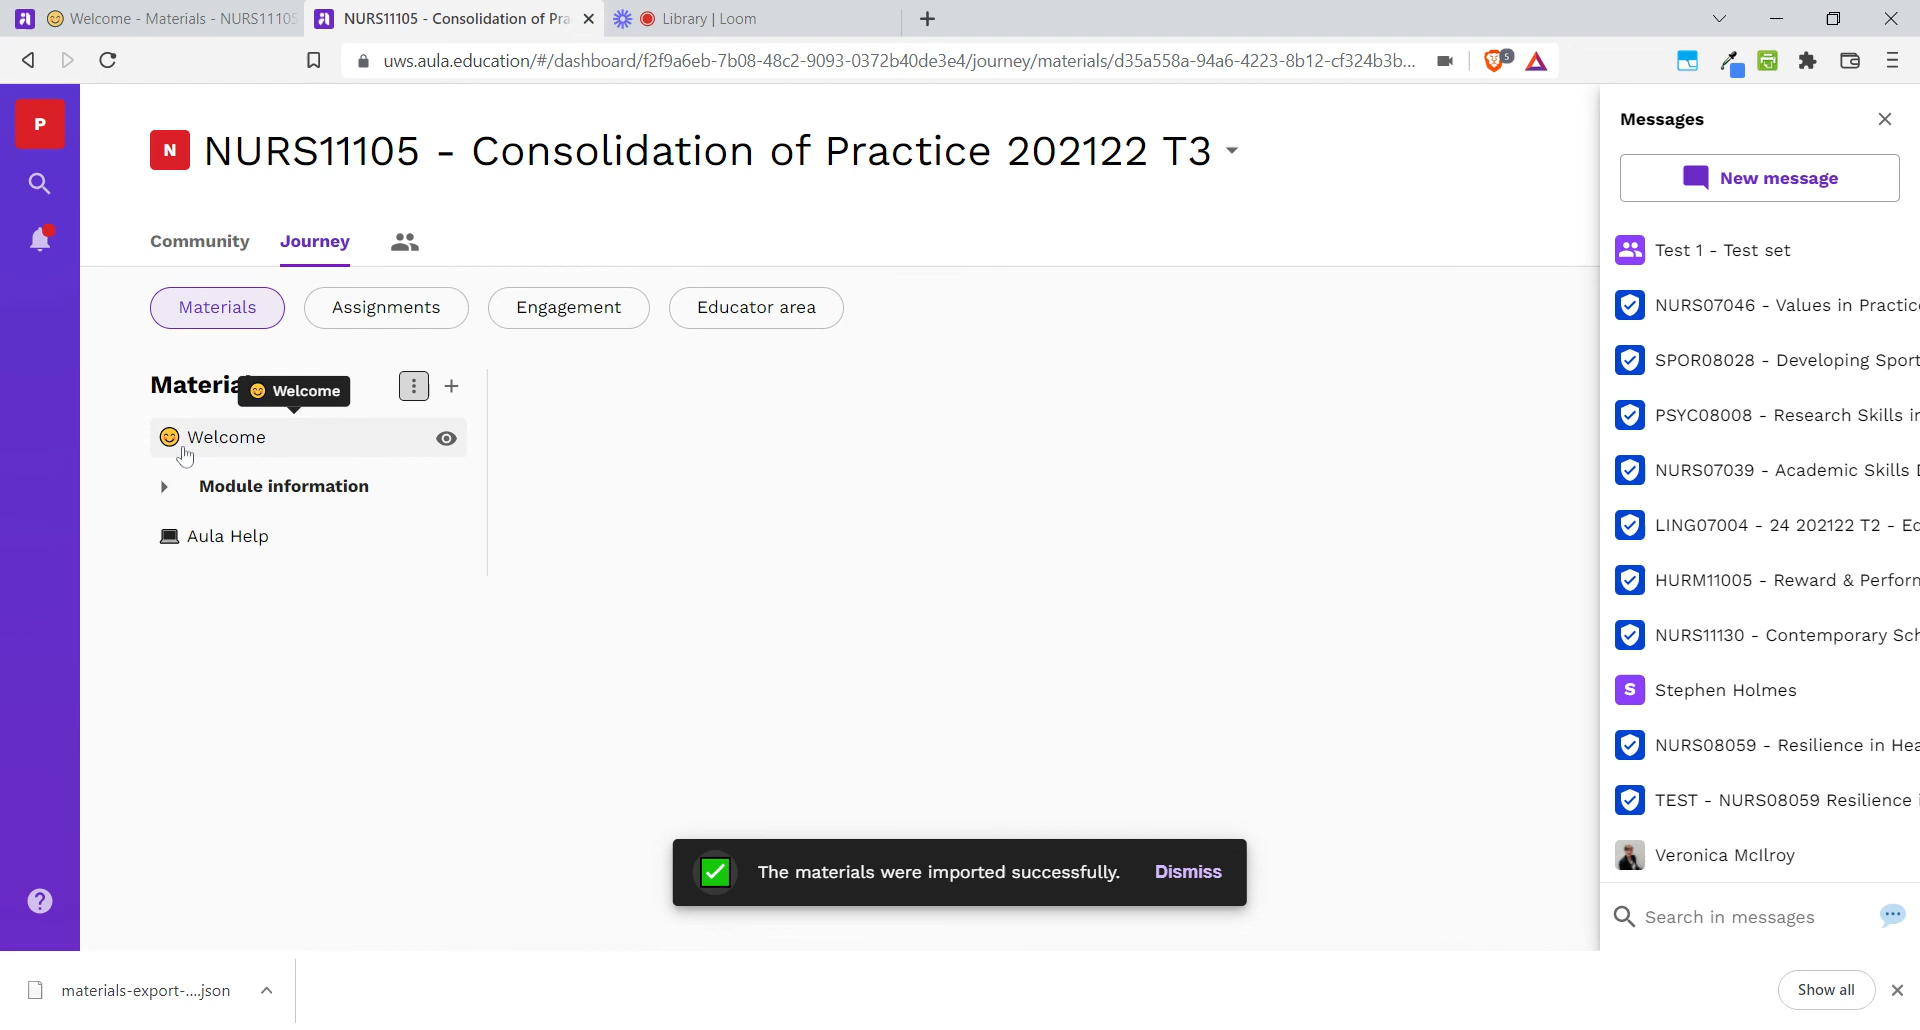 Welcome - Materials - NURS11105
NURS11105 - Consolidation of Pra
Library | Loom
uws.aula.education/#/dashboard/f2f9a6eb-7b08-48c2-9093-0372b40de3e4/journey/materials/d35a558a-94a6-4223-8b12-cf324b3b...
5
P
N
NURS11105 - Consolidation of Practice 202122 T3
Community
Journey
Materials
Assignments
Engagement
Educator area
Materia
Welcome
Welcome
Module information
Aula Help
The materials were imported successfully.
Dismiss
Messages
New message
Test 1 - Test set
NURS07046 - Values in Practic
SPOR08028 - Developing Sport
PSYC08008 - Research Skills in
NURS07039 - Academic Skills D
LING07004 - 24 202122 T2 - Ed
HURM11005 - Reward & Perform
NURS11130 - Contemporary Sch
S
Stephen Holmes
NURS08059 - Resilience in Hea
TEST - NURS08059 Resilience i
Veronica McIlroy
Search in messages
materials-export-....json
Show all